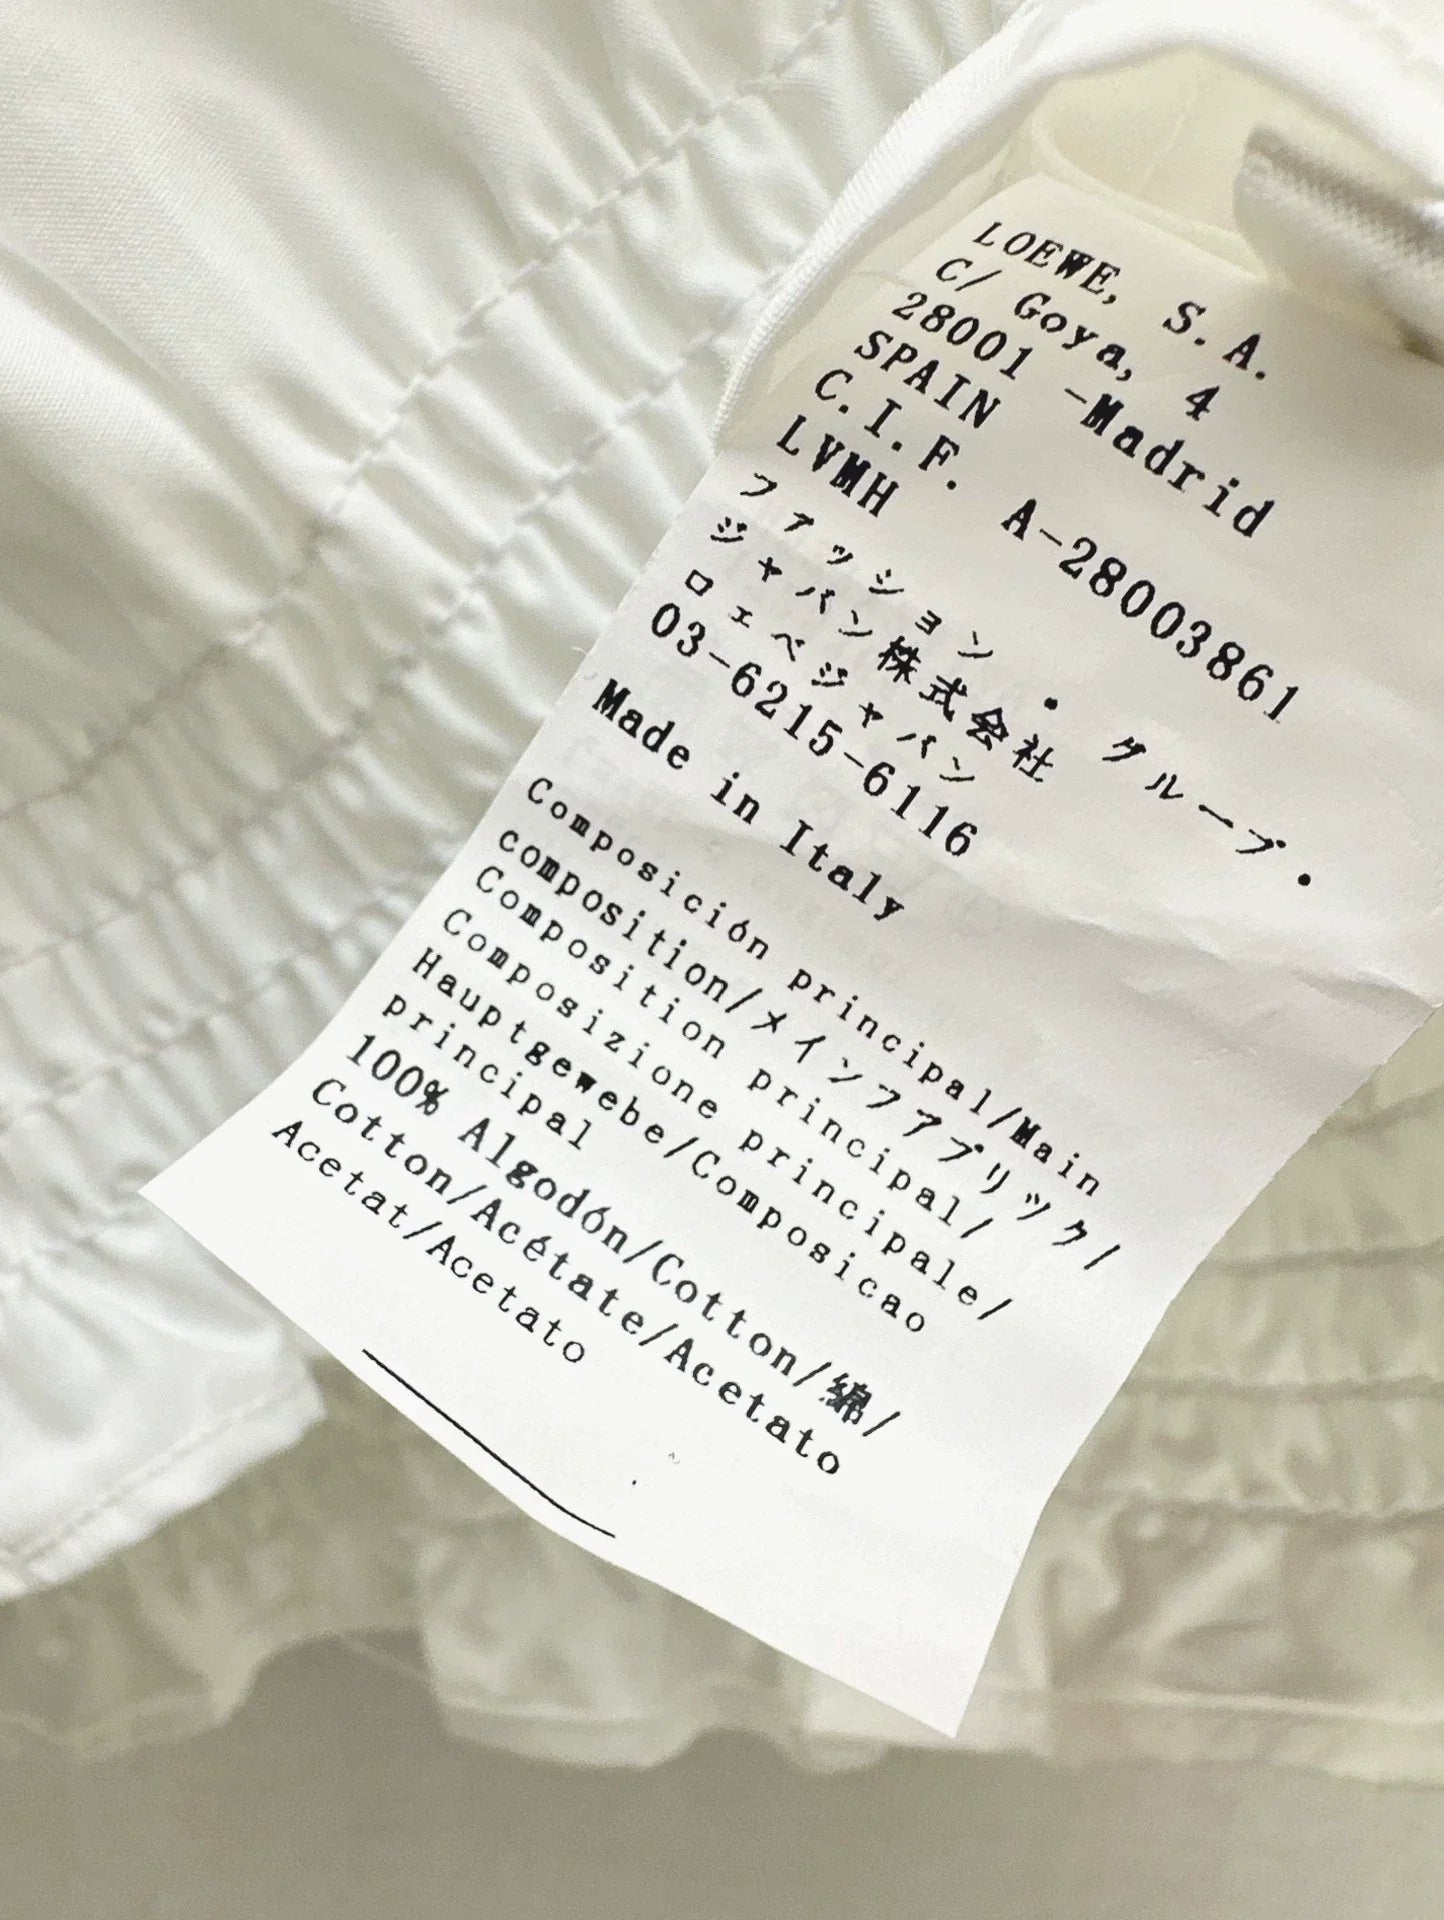 LOEWE, S.A.
C/ Goya, 4
28001 -Madrid
SPAIN
C.I.F. A-28003861
LVMH
ファッション・グループ・
ジャパン株式会社
ロエベジャパン
03-6215-6116
Made in Italy
Composición principal/Main
composition/メインファブリック/
Composition principal/
Composizione principale/
Hauptgewebe/Composicao
principal
100% Algodón/Cotton/綿/
Cotton/Acétate/Acetato
Acetat/Acetato